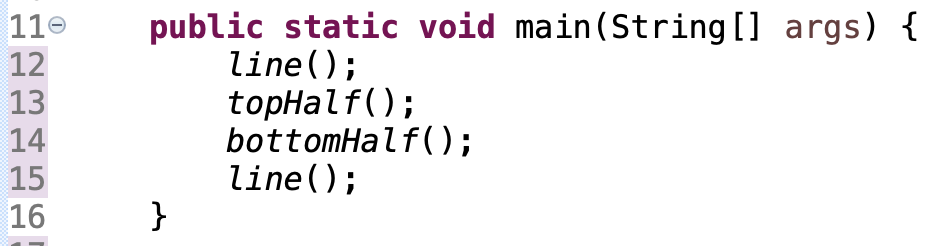 11 public static void main(String[] args) {
12 line();
13 topHalf();
14 bottomHalf();
15 line();
16 }